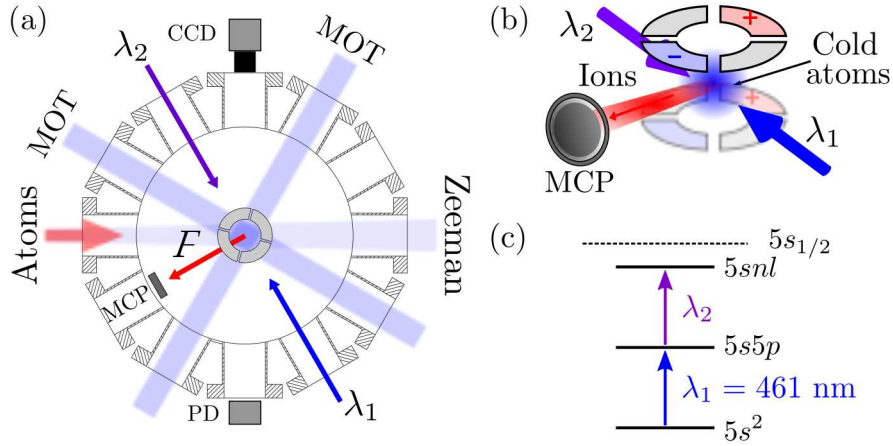 (a)
CCD
λ₂
MOT
MOT
Atoms
F
Zeeman
MCP
PD
λ₁
(b)
λ₂
+
−
Ions
Cold
atoms
+
λ₁
MCP
(c)
5s₁/₂
5snl
λ₂
5s5p
λ₁ = 461 nm
5s²